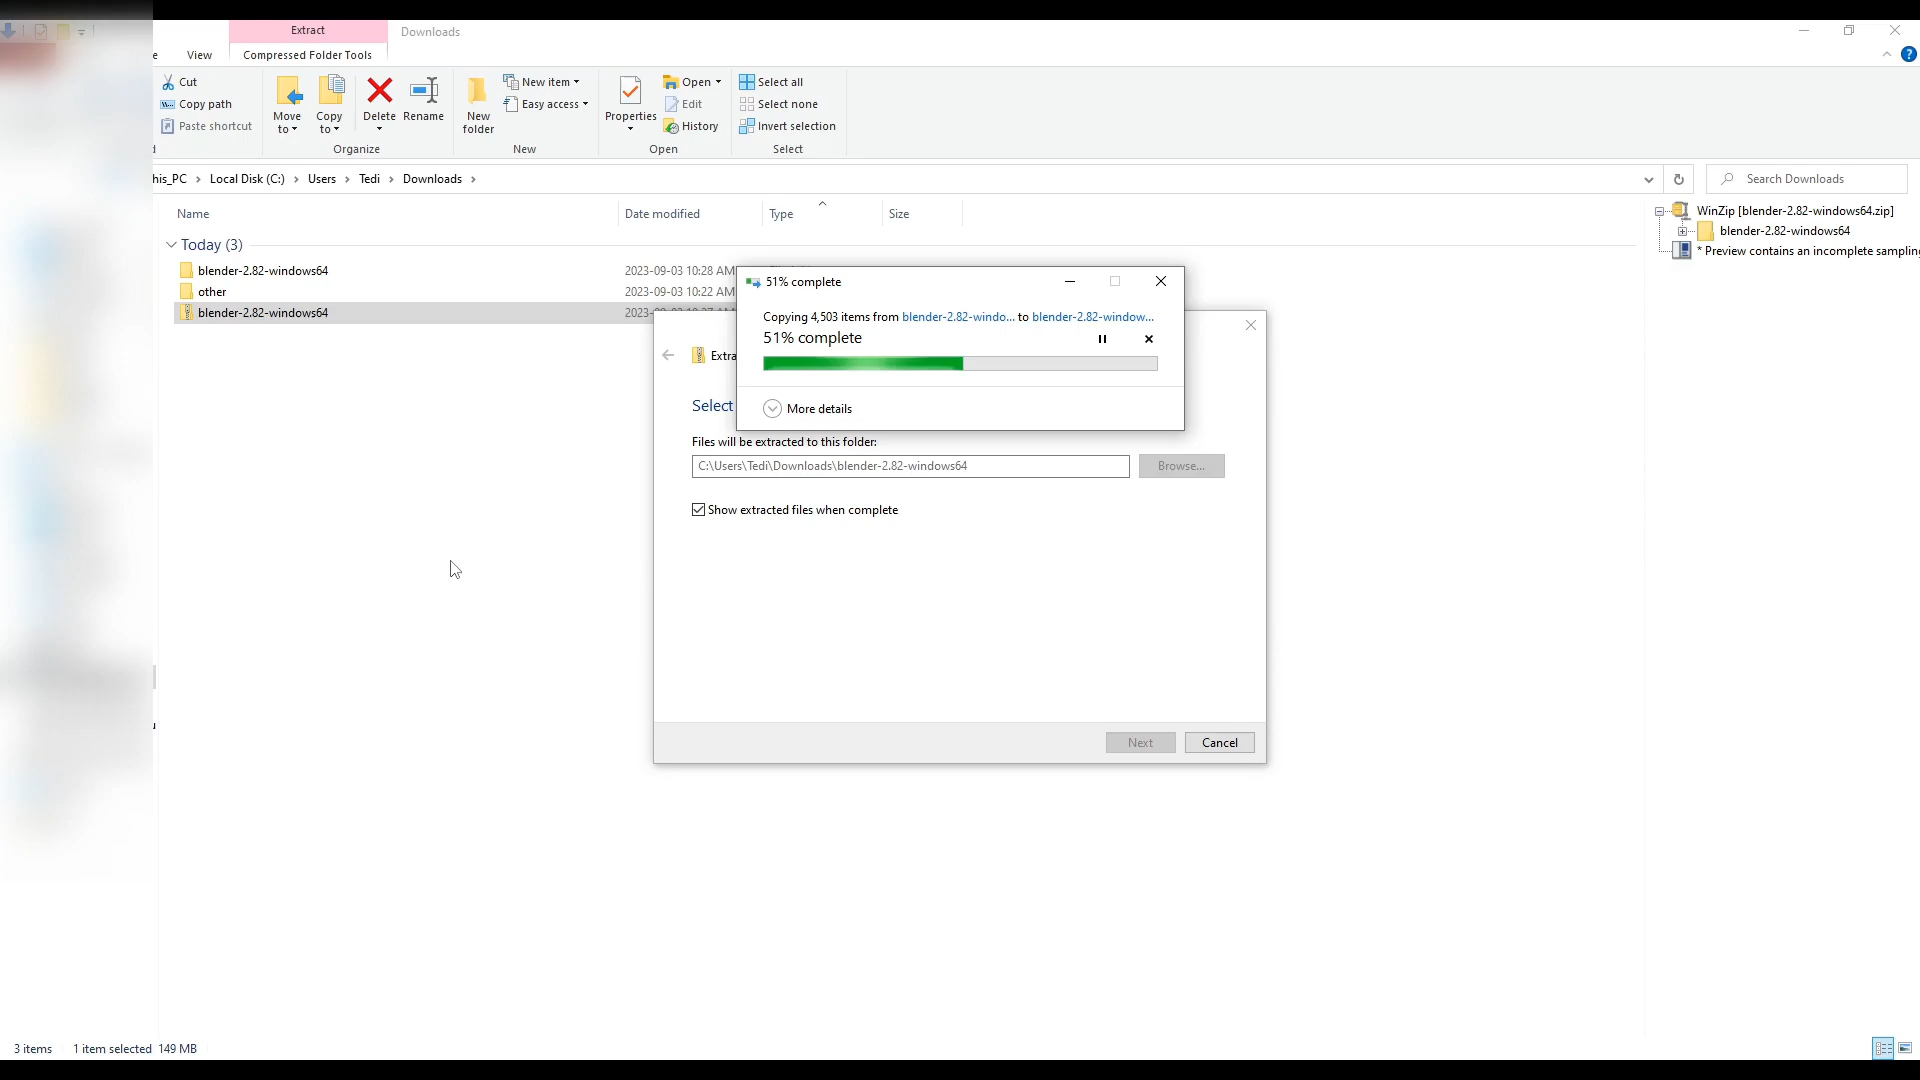 Extract
Downloads
e View Compressed Folder Tools
Cut
Copy path
Paste shortcut
Move to
Copy to
Delete
Rename
Organize
New folder
New item
Easy access
New
Properties
Open
Edit
History
Open
Select all
Select none
Invert selection
Select
his_PC > Local Disk (C:) > Users > Tedi > Downloads >
Search Downloads
Name Date modified Type Size
Today (3)
blender-2.82-windows64 2023-09-03 10:28 AM
other 2023-09-03 10:22 AM
blender-2.82-windows64
WinZip [blender-2.82-windows64.zip]
blender-2.82-windows64
* Preview contains an incomplete sampling
51% complete
Copying 4,503 items from blender-2.82-windo... to blender-2.82-window...
51% complete
More details
Extra
Select
Files will be extracted to this folder:
C:\Users\Tedi\Downloads\blender-2.82-windows64
Browse...
Show extracted files when complete
Next Cancel
3 items 1 item selected 149 MB